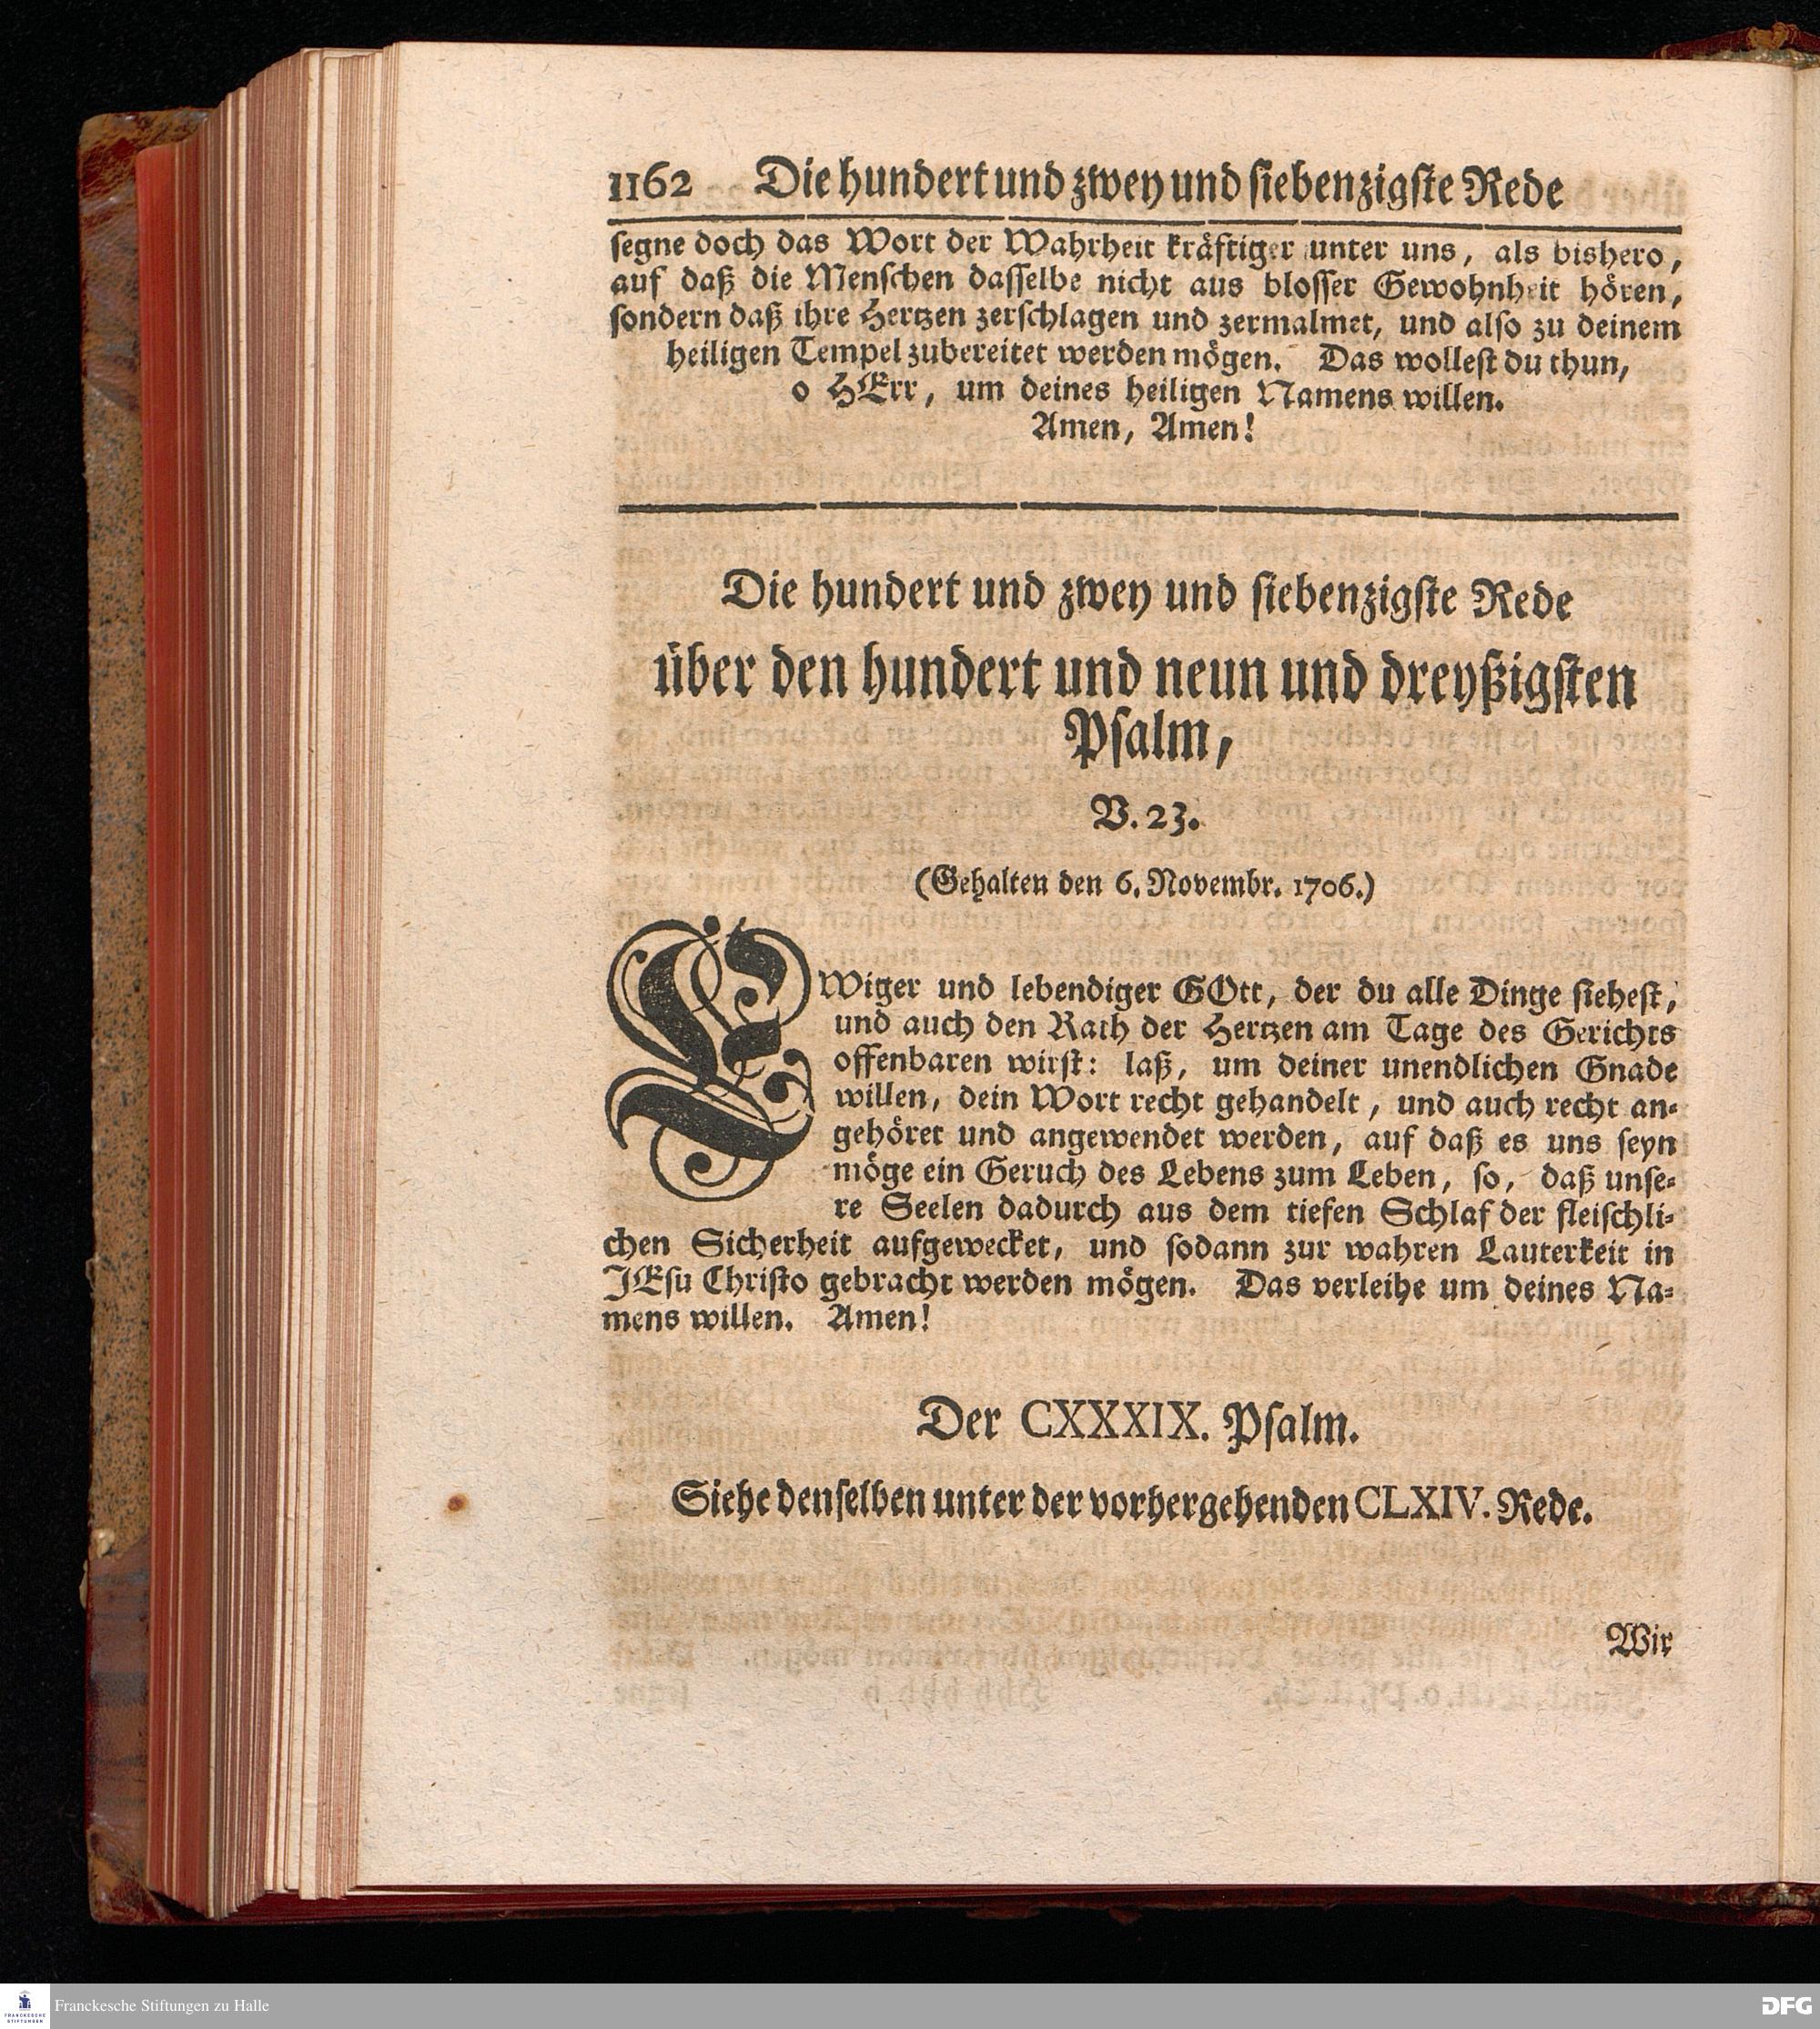 1162 Die hundert und zwey und siebenzigste Rede
segne doch das Wort der Wahrheit kräftiger unter uns, als bishero,
auf daß die Menschen dasselbe nicht aus blosser Gewohnheit hören,
sondern daß ihre Hertzen zerschlagen und zermalmet, und also zu deinem
heiligen Tempel zubereitet werden mögen. Das wollest du thun,
o HErr, um deines heiligen Namens willen.
Amen, Amen!
Die hundert und zwey und siebenzigste Rede
über den hundert und neun und dreyßigsten
Psalm,
V. 23.
(Gehalten den 6. Novembr. 1706.)
EWiger und lebendiger GOtt, der du alle Dinge siehest,
und auch den Rath der Hertzen am Tage des Gerichts
offenbaren wirst: laß, um deiner unendlichen Gnade
willen, dein Wort recht gehandelt, und auch recht an-
gehöret und angewendet werden, auf daß es uns seyn
möge ein Geruch des Lebens zum Leben, so, daß unse-
re Seelen dadurch aus dem tiefen Schlaf der fleischli-
chen Sicherheit aufgewecket, und sodann zur wahren Lauterkeit in
JEsu Christo gebracht werden mögen. Das verleihe um deines Na-
mens willen. Amen!
Der CXXXIX. Psalm.
Siehe denselben unter der vorhergehenden CLXIV. Rede.
Wir
FRANCKESCHE
STIFTUNGEN
Franckesche Stiftungen zu Halle
DFG